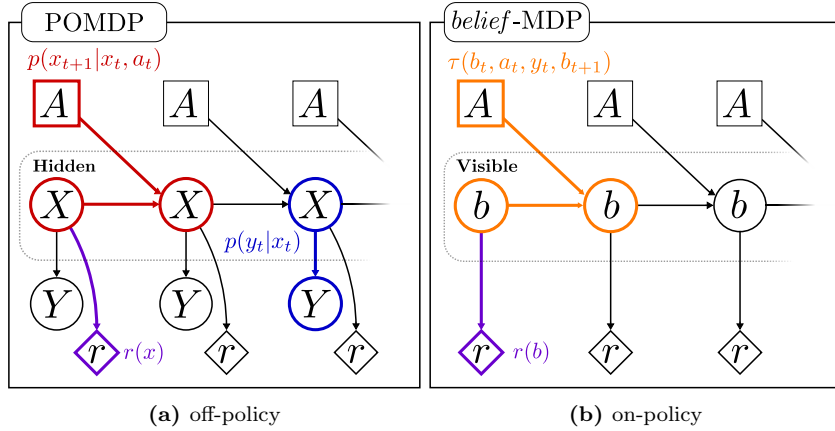 POMDP
p(x_{t+1}|x_t, a_t)
A A A
Hidden
X X X
p(y_t|x_t)
Y Y Y
r r(x) r r
(a) off-policy
belief-MDP
τ(b_t, a_t, y_t, b_{t+1})
A A A
Visible
b b b
r r(b) r r
(b) on-policy